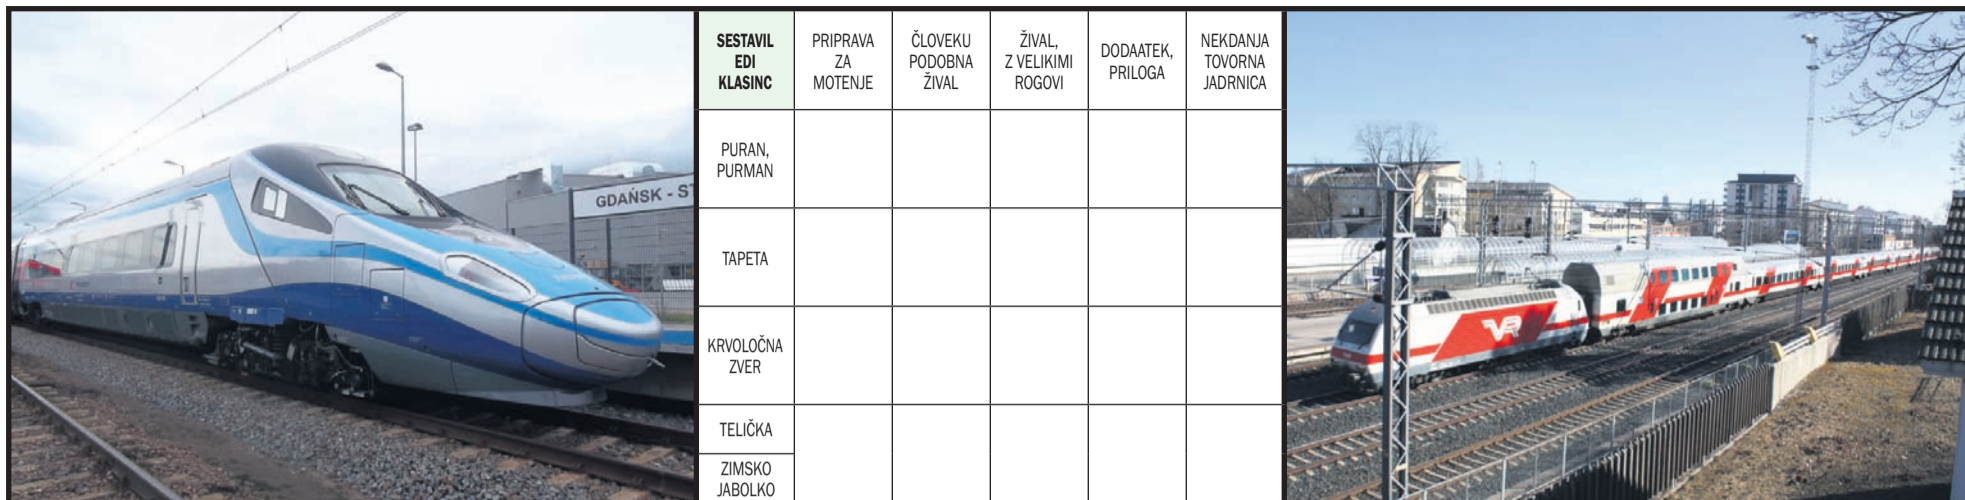 GDAŃSK - S
SESTAVIL
EDI
KLASINC
PRIPRAVA
ZA
MOTENJE
ČLOVEKU
PODOBNA
ŽIVAL
ŽIVAL,
Z VELIKIMI
ROGOVI
DODAATEK,
PRILOGA
NEKDANJA
TOVORNA
JADRNICA
PURAN,
PURMAN
TAPETA
KRVOLOČNA
ZVER
TELIČKA
ZIMSKO
JABOLKO
VR